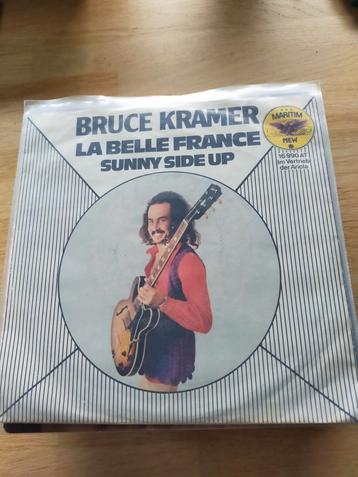 BRUCE KRAMER
LA BELLE FRANCE
SUNNY SIDE UP
MARITIM
NEW
16 990 AT
Im Vertrieb
der Ariola